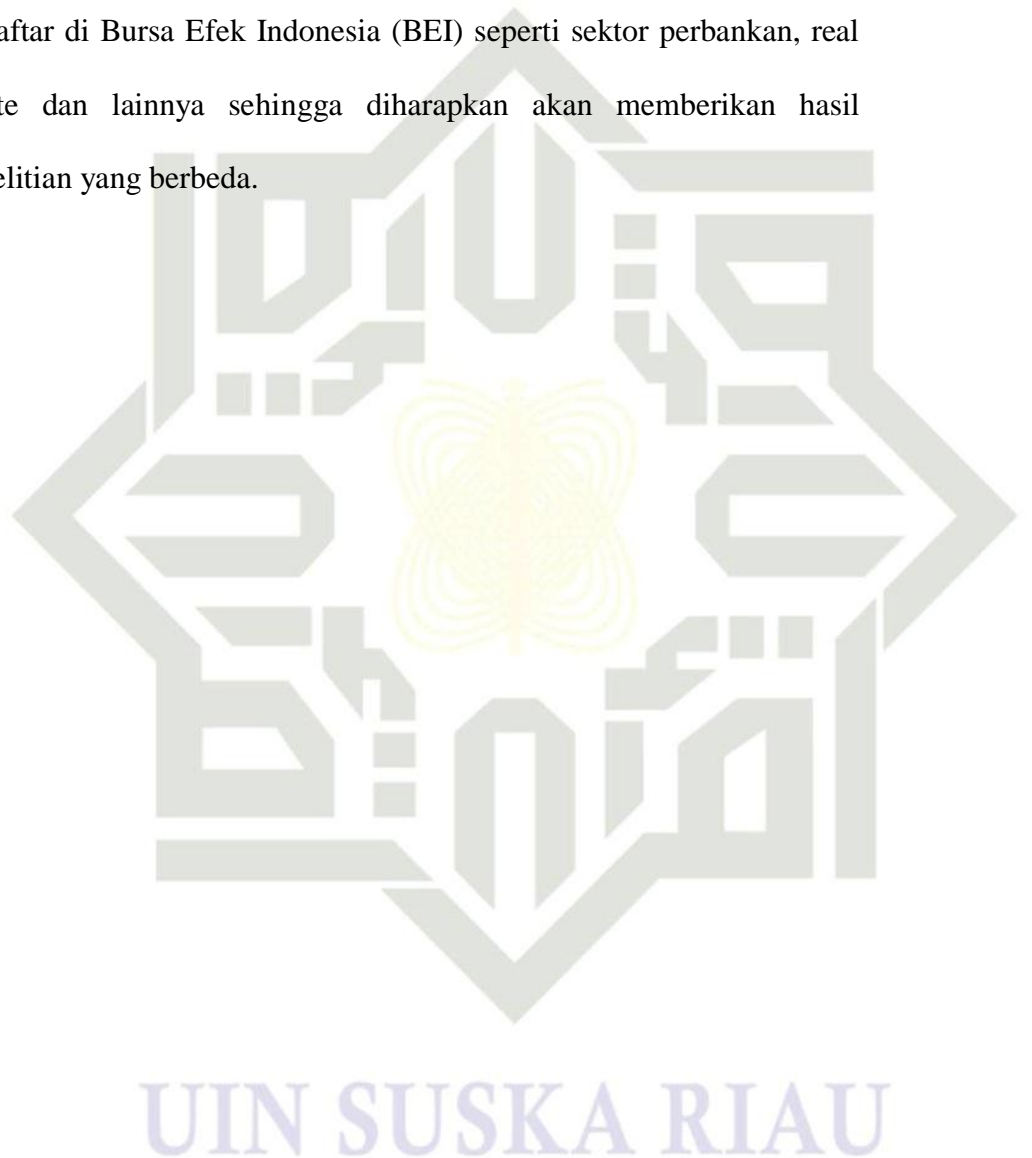 aftar di Bursa Efek Indonesia (BEI) seperti sektor perbankan, real
te dan lainnya sehingga diharapkan akan memberikan hasil
elitian yang berbeda.
UIN SUSKA RIAU